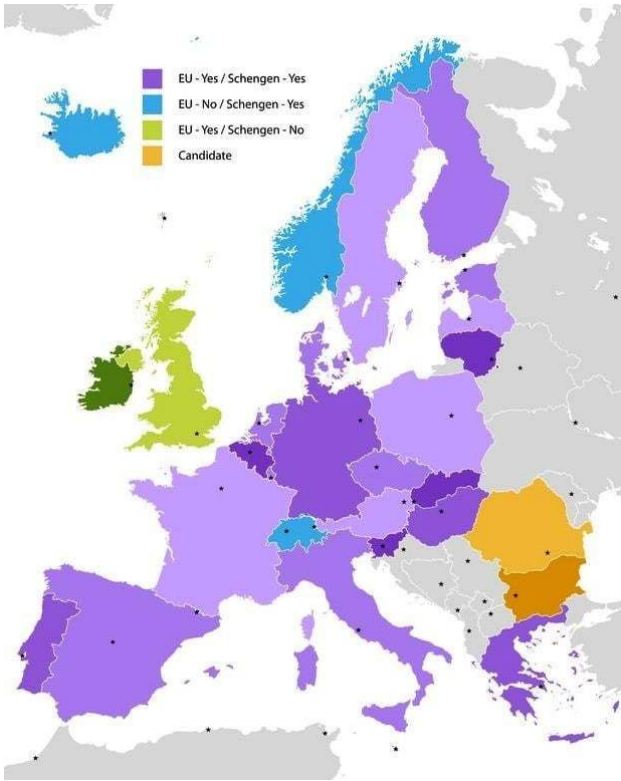 EU - Yes / Schengen - Yes
EU - No / Schengen - Yes
EU - Yes / Schengen - No
Candidate